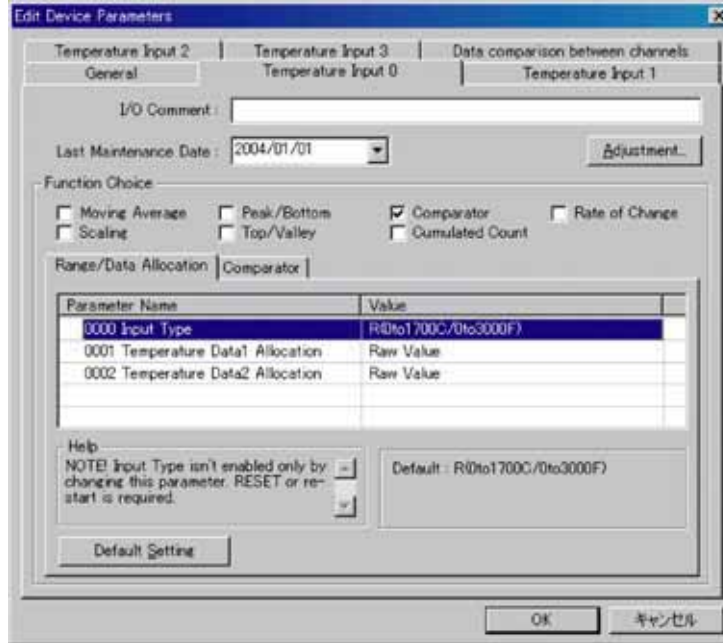 Edit Device Parameters
Temperature Input 2 Temperature Input 3 Data comparison between channels
General Temperature Input 0 Temperature Input 1
I/O Comment :
Last Maintenance Date : 2004/01/01 Adjustment...
Function Choice
Moving Average Peak/Bottom Comparator Rate of Change
Scaling Top/Valley Cumulated Count
Range/Data Allocation Comparator
Parameter Name Value
0000 Input Type R(0to1700C/0to3000F)
0001 Temperature Data1 Allocation Raw Value
0002 Temperature Data2 Allocation Raw Value
Help
NOTE! Input Type isn't enabled only by
changing this parameter. RESET or re-
start is required.
Default : R(0to1700C/0to3000F)
Default Setting
OK キャンセル